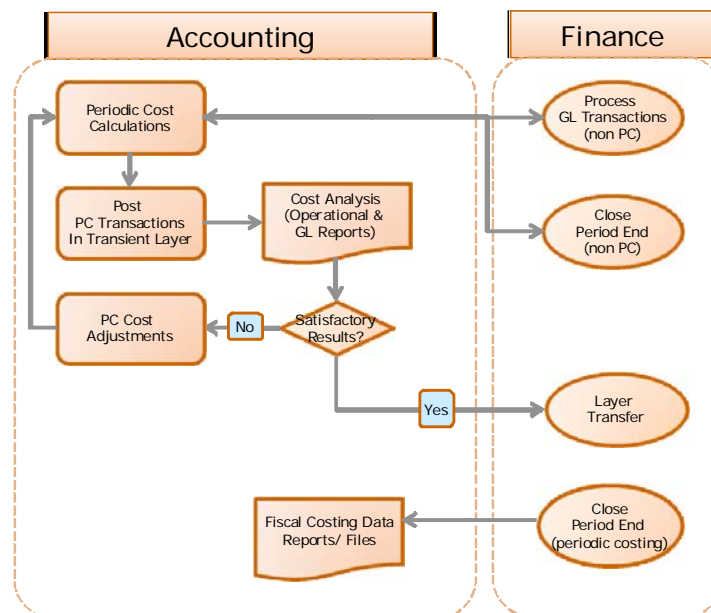 Accounting
Finance
Periodic Cost
Calculations
Process
GL Transactions
(non PC)
Post
PC Transactions
In Transient Layer
Cost Analysis
(Operational &
GL Reports)
Close
Period End
(non PC)
PC Cost
Adjustments
No
Satisfactory
Results?
Yes
Layer
Transfer
Fiscal Costing Data
Reports/ Files
Close
Period End
(periodic costing)